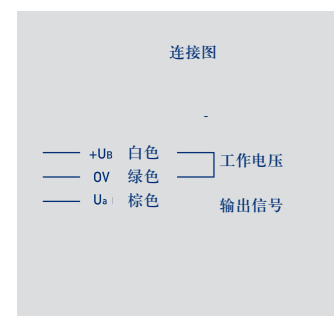 连接图
+UB 白色
工作电压
0V 绿色
Ua 棕色
输出信号